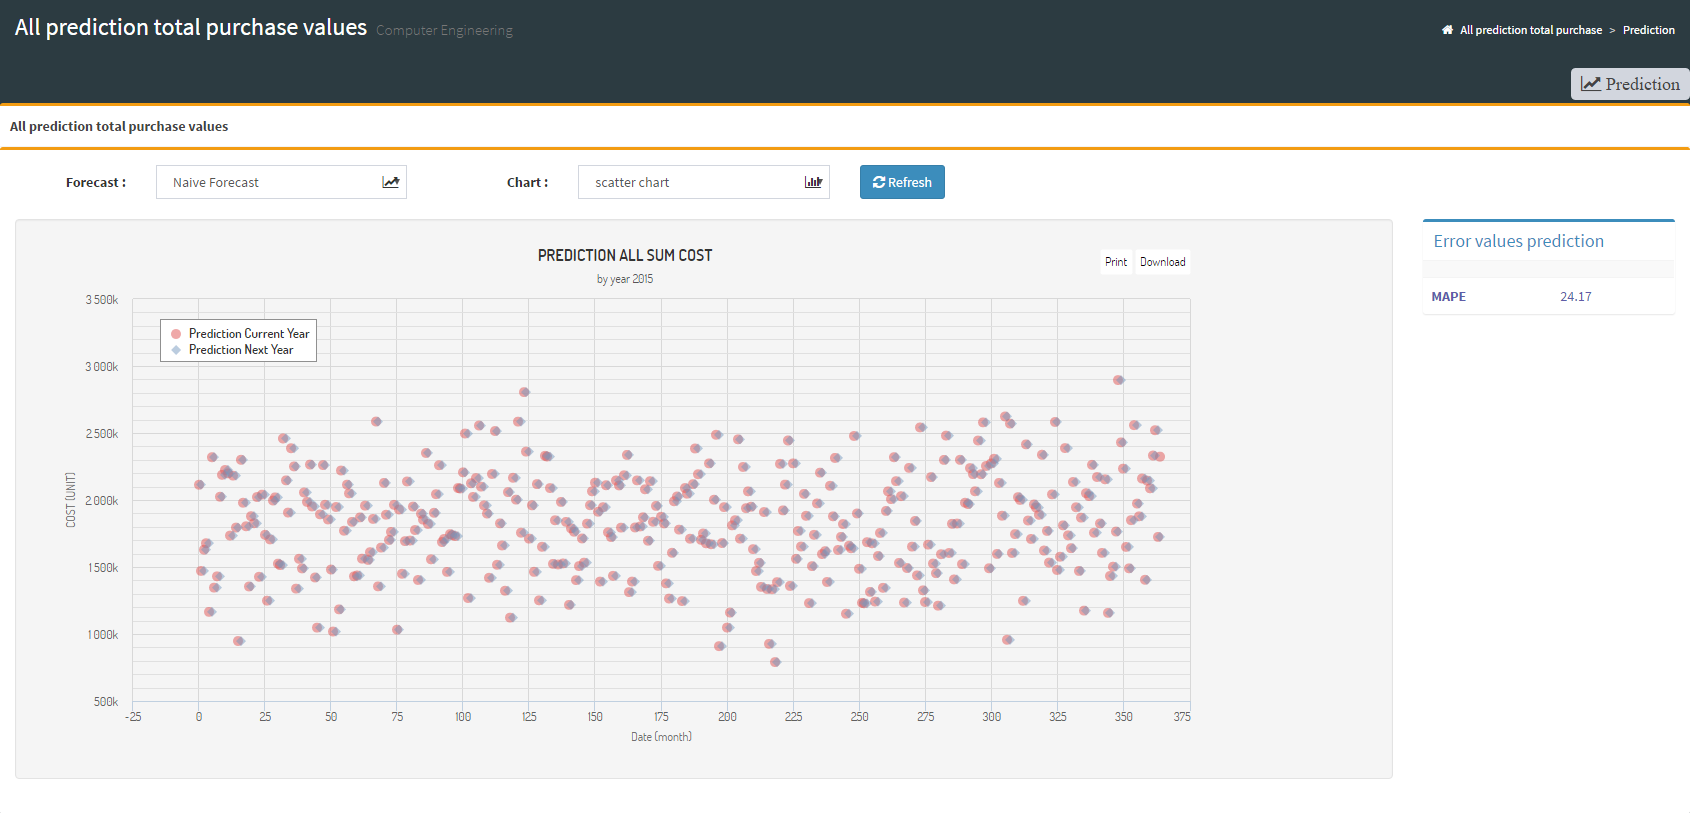 All prediction total purchase values Computer Engineering
All prediction total purchase > Prediction
Prediction
All prediction total purchase values
Forecast : Naive Forecast Chart : scatter chart Refresh
PREDICTION ALL SUM COST
by year 2015
Print Download
Prediction Current Year
Prediction Next Year
3 500k
3 000k
2 500k
2 000k
1 500k
1 000k
500k
COST (UNIT)
-25 0 25 50 75 100 125 150 175 200 225 250 275 300 325 350 375
Date (month)
Error values prediction
MAPE 24.17